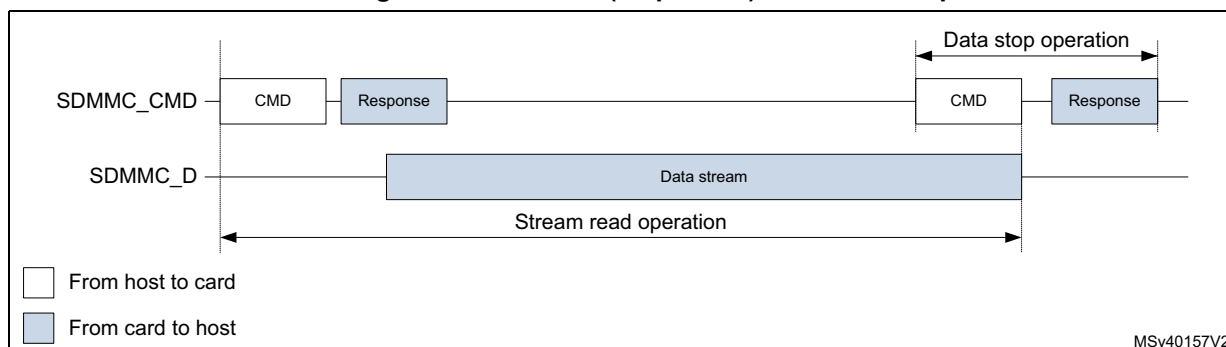 Data stop operation
SDMMC_CMD CMD Response CMD Response
SDMMC_D Data stream
Stream read operation
From host to card
From card to host
MSv40157V2